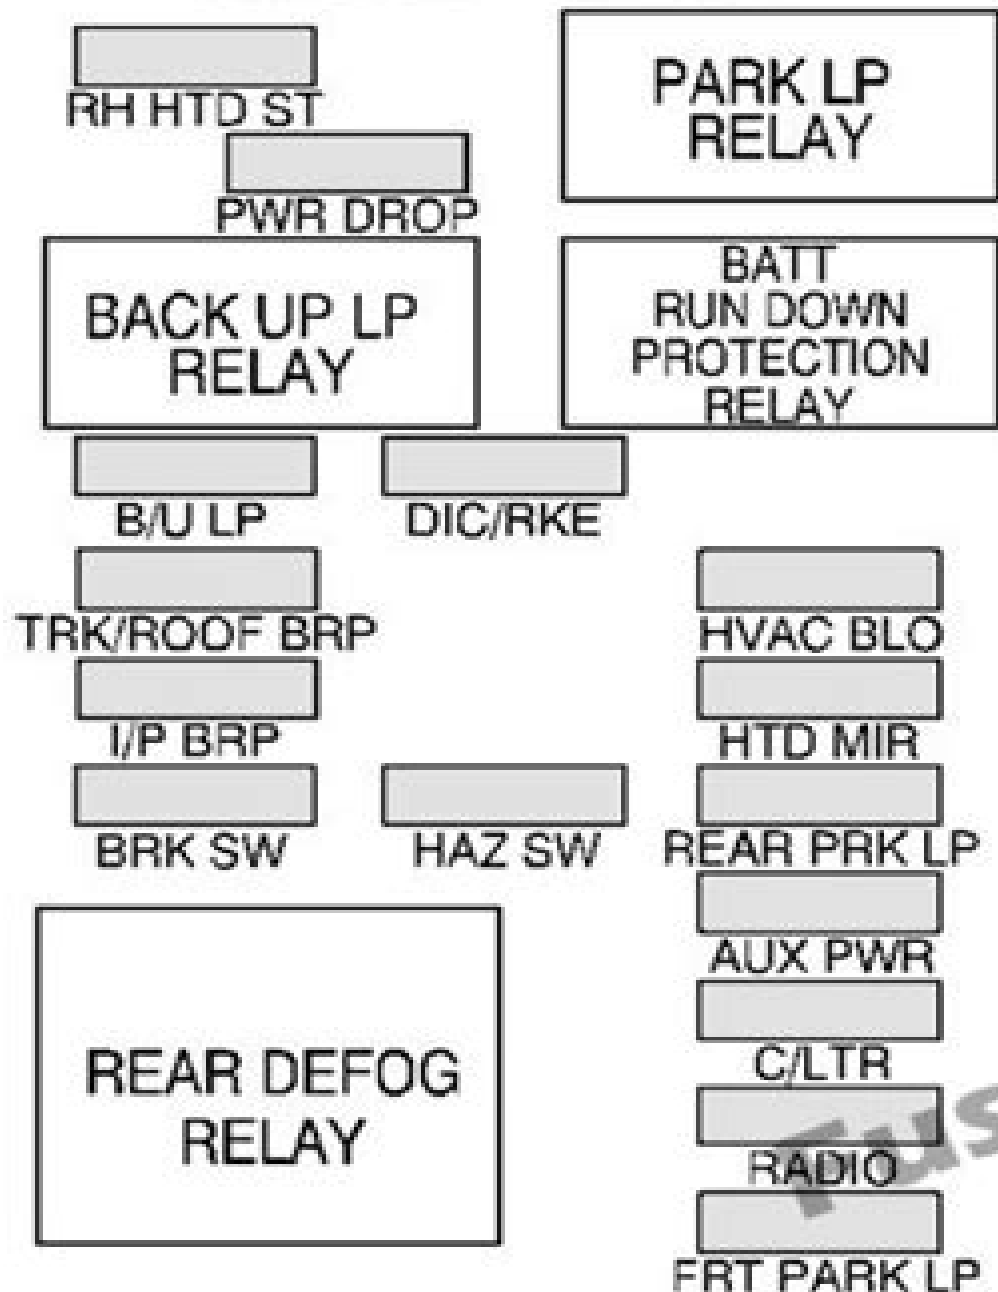 RH HTD ST
PARK LP
RELAY
PWR DROP
BACK UP LP
RELAY
BATT
RUN DOWN
PROTECTION
RELAY
B/U LP
DIC/RKE
TRK/ROOF BRP
HVAC BLO
I/P BRP
HTD MIR
BRK SW
HAZ SW
REAR PRK LP
AUX PWR
REAR DEFOG
RELAY
C/LTR
RADIO
FRT PARK LP